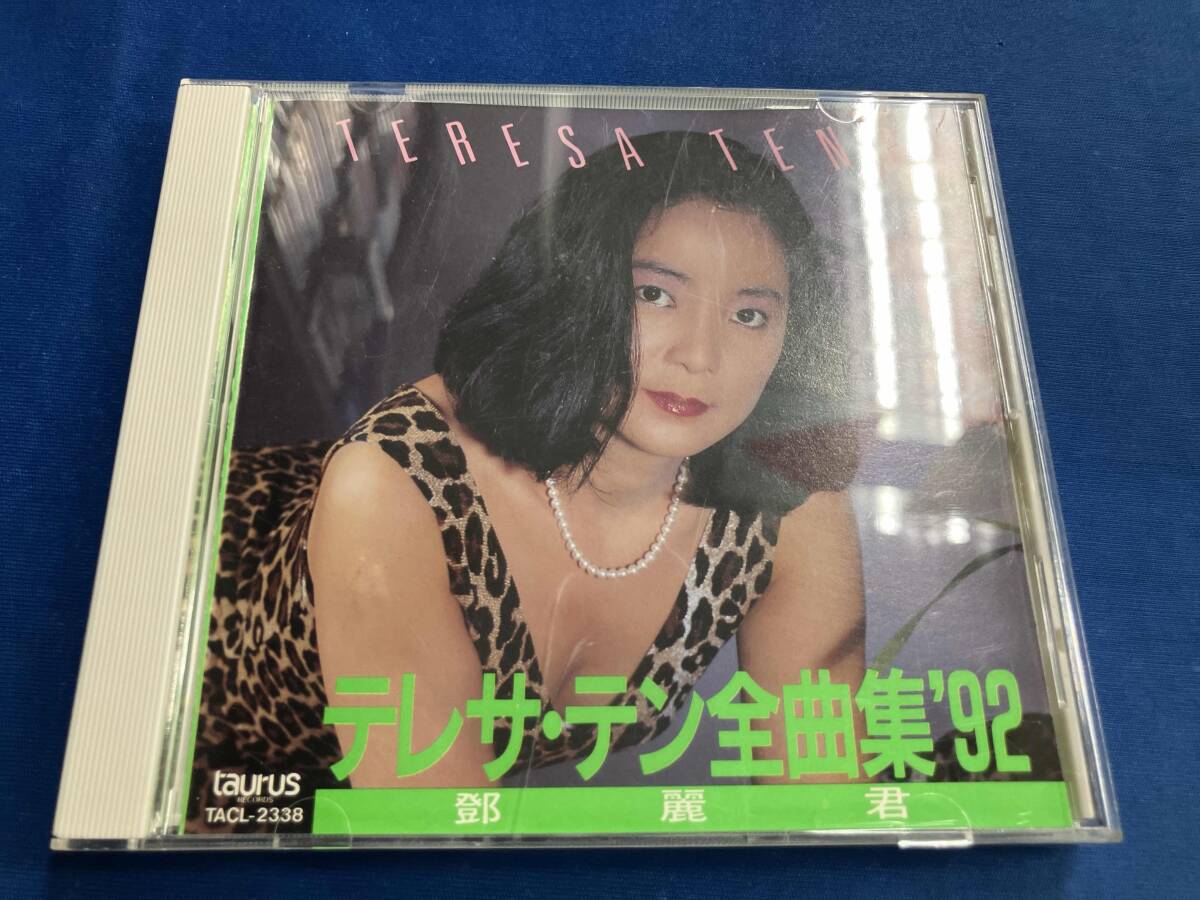 TERESA TEN
テレサ・テン全曲集'92
taurus
RECORDS
TACL-2338
鄧麗君